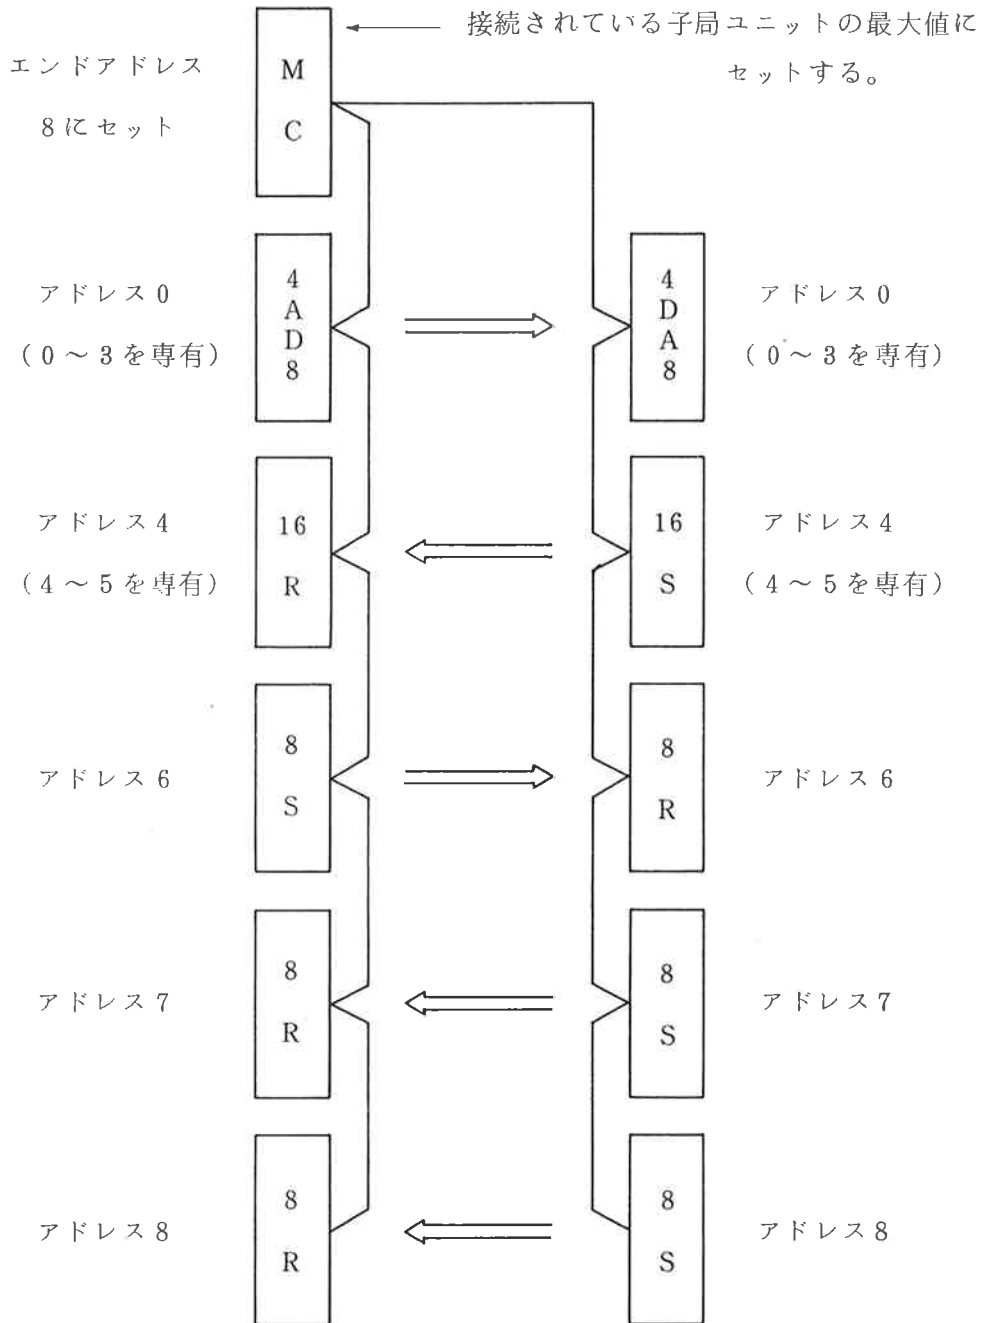 接続されている子局ユニットの最大値に
セットする。
エンドアドレス
8にセット
M
C
アドレス0
(0～3を専有)
4
A
D
8
4
D
A
8
アドレス0
(0～3を専有)
アドレス4
(4～5を専有)
16
R
16
S
アドレス4
(4～5を専有)
アドレス6
8
S
8
R
アドレス6
アドレス7
8
R
8
S
アドレス7
アドレス8
8
R
8
S
アドレス8